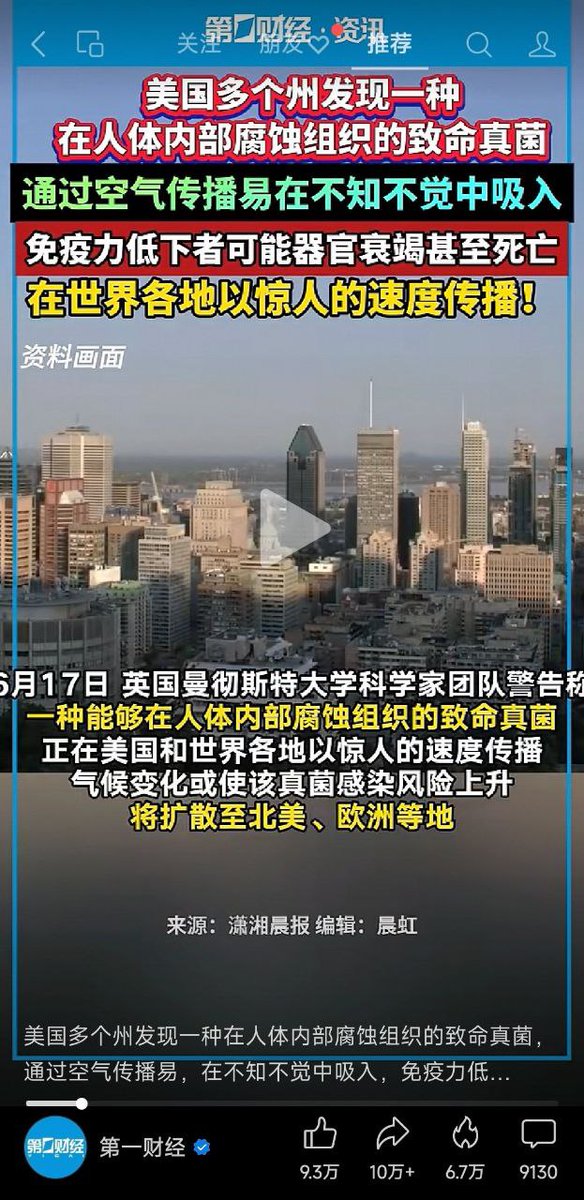 第一财经·资讯
关注 朋友 推荐
美国多个州发现一种
在人体内部腐蚀组织的致命真菌
通过空气传播易在不知不觉中吸入
免疫力低下者可能器官衰竭甚至死亡
在世界各地以惊人的速度传播！
资料画面
6月17日 英国曼彻斯特大学科学家团队警告称
一种能够在人体内部腐蚀组织的致命真菌
正在美国和世界各地以惊人的速度传播
气候变化或使该真菌感染风险上升
将扩散至北美、欧洲等地
来源：潇湘晨报 编辑：晨虹
美国多个州发现一种在人体内部腐蚀组织的致命真菌，
通过空气传播易，在不知不觉中吸入，免疫力低...
第一财经
YICAI
第一财经
9.3万 10万+ 6.7万 9130